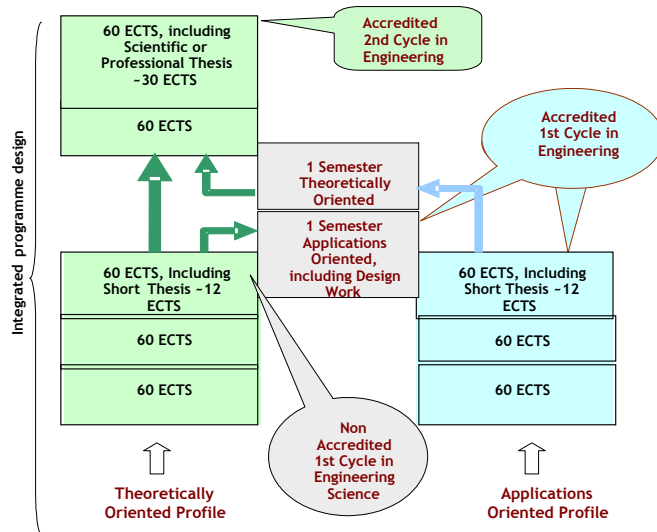 60 ECTS, including
Scientific or
Professional Thesis
~30 ECTS
60 ECTS
Accredited
2nd Cycle in
Engineering
Accredited
1st Cycle in
Engineering
1 Semester
Theoretically
Oriented
1 Semester
Applications
Oriented,
including Design
Work
Integrated programme design
60 ECTS, Including
Short Thesis ~12
ECTS
60 ECTS
60 ECTS
60 ECTS, Including
Short Thesis ~12
ECTS
60 ECTS
60 ECTS
Non
Accredited
1st Cycle in
Engineering
Science
Theoretically
Oriented Profile
Applications
Oriented Profile